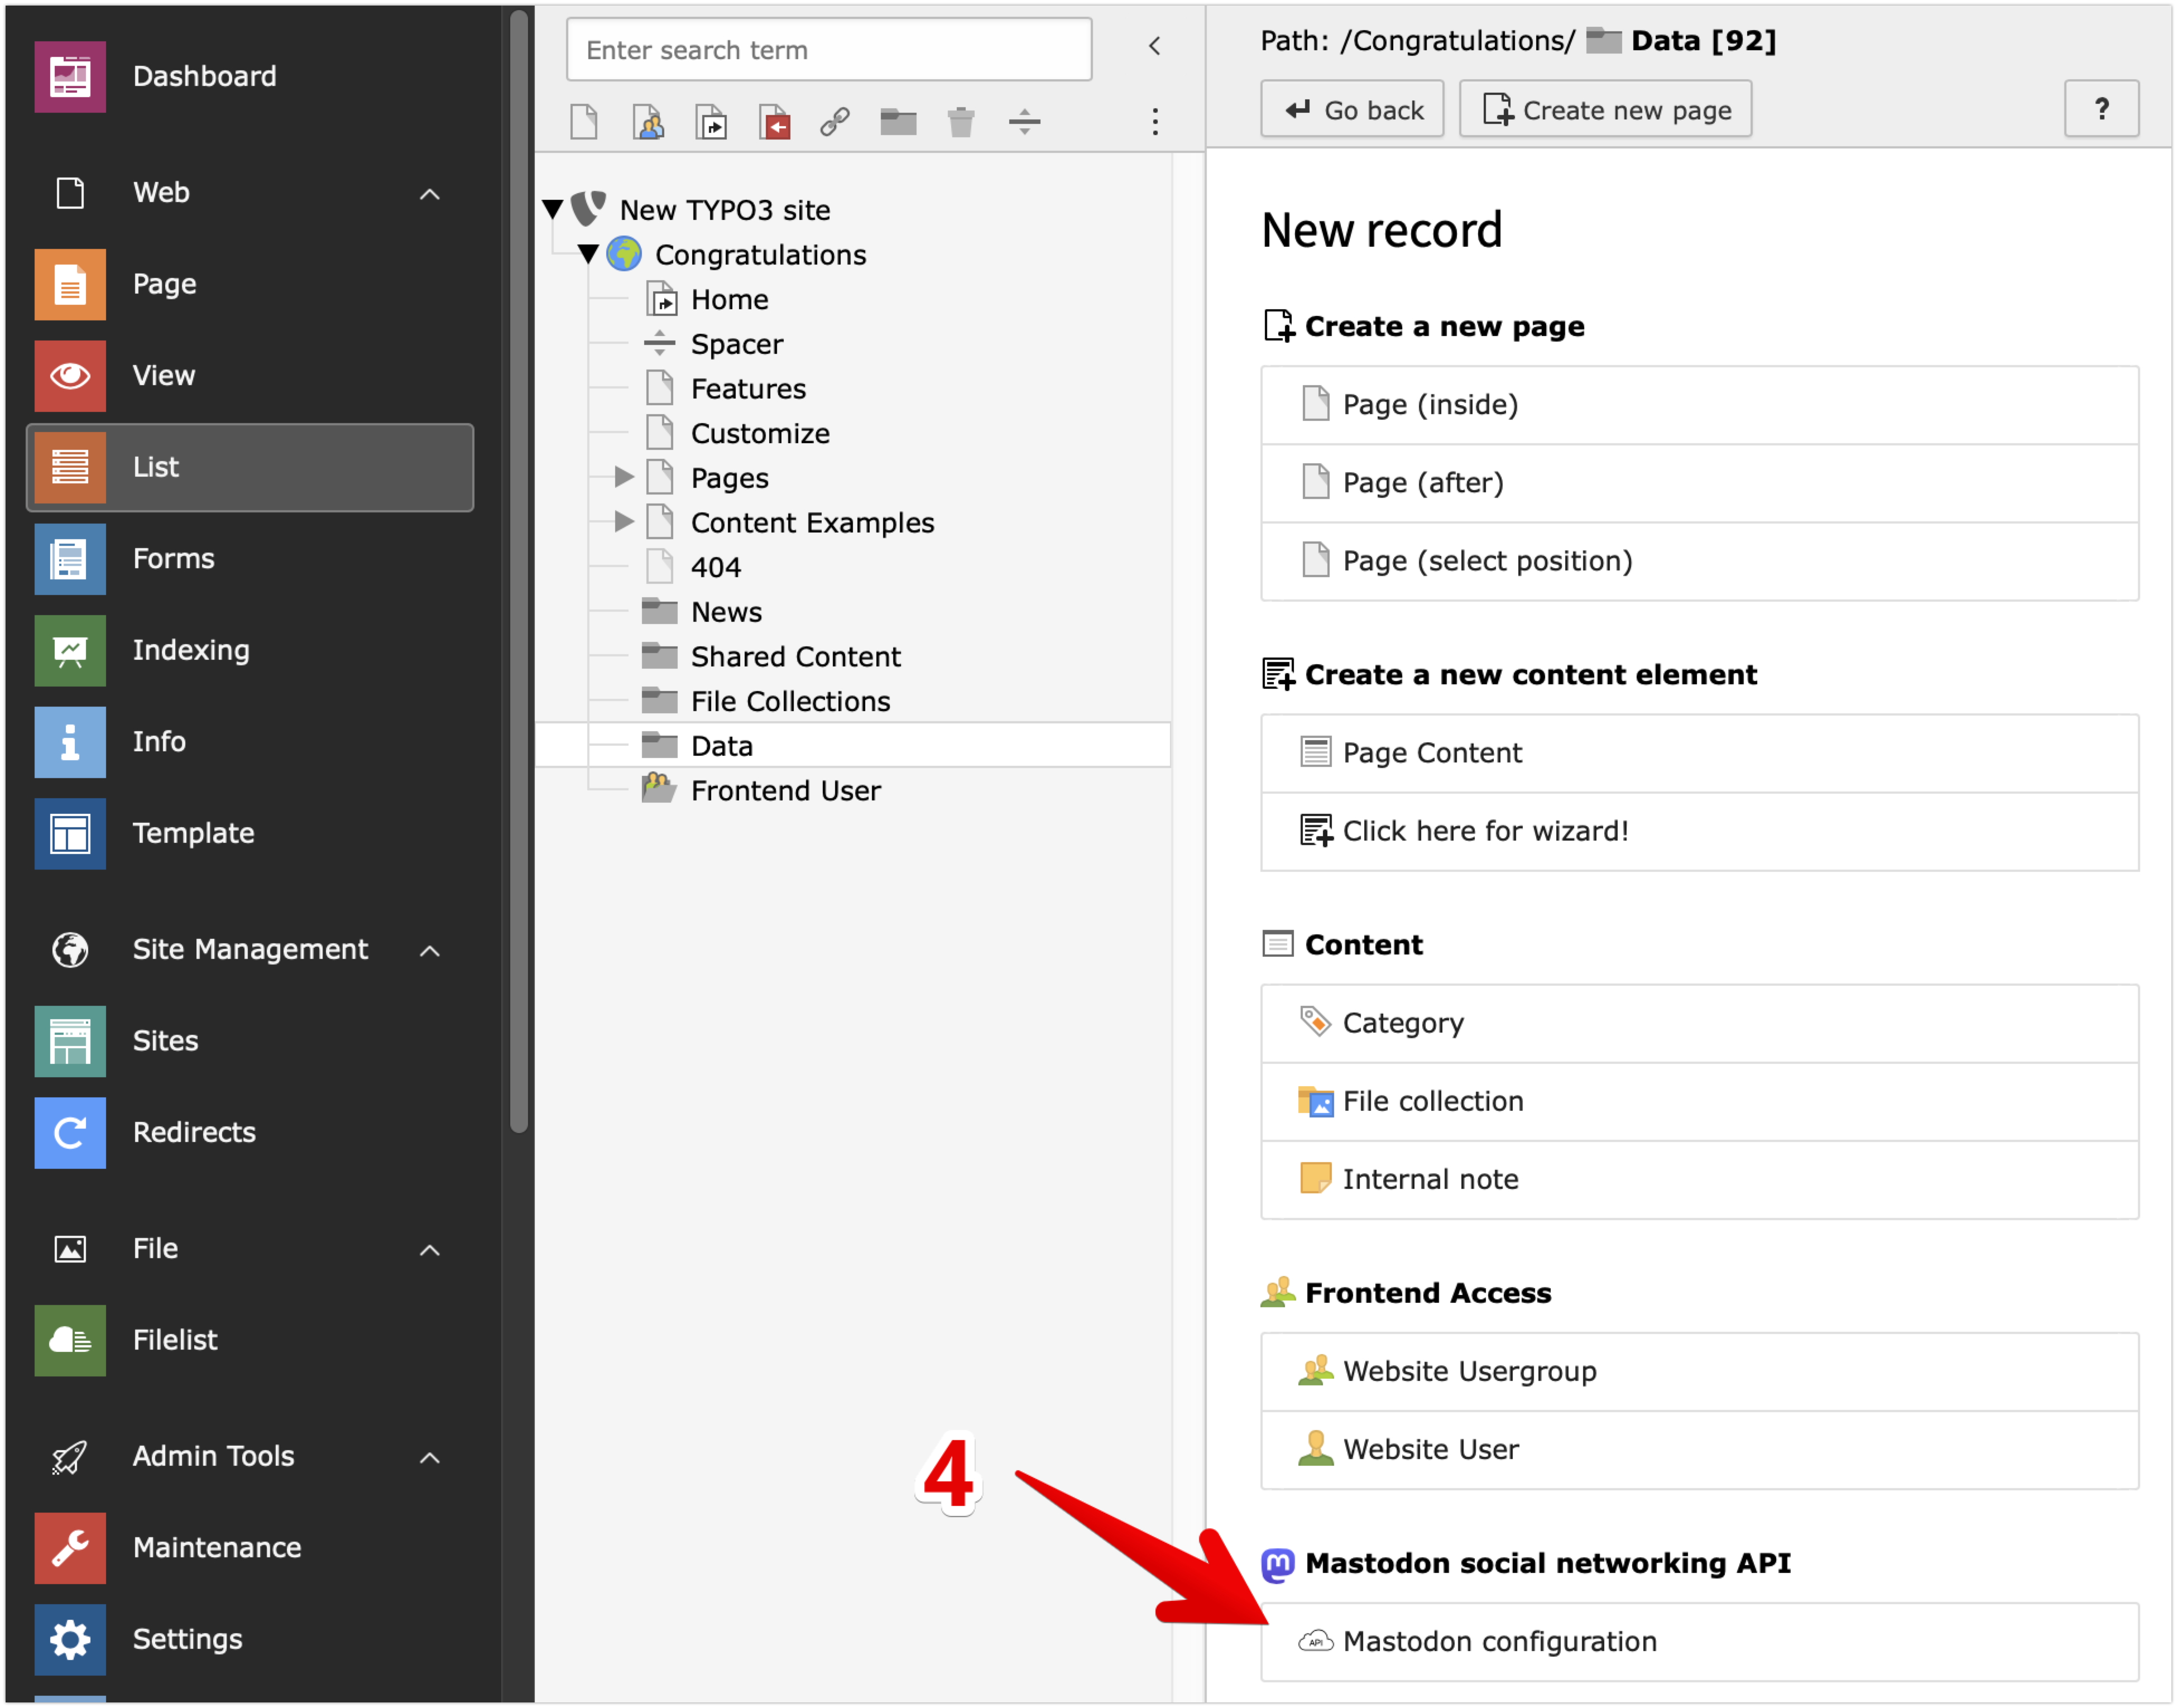 Dashboard
Web
Page
View
List
Forms
Indexing
Info
Template
Site Management
Sites
Redirects
File
Filelist
Admin Tools
Maintenance
Settings
Enter search term
New TYPO3 site
Congratulations
Home
Spacer
Features
Customize
Pages
Content Examples
404
News
Shared Content
File Collections
Data
Frontend User
4
Path: /Congratulations/ Data [92]
Go back
Create new page
?
New record
Create a new page
Page (inside)
Page (after)
Page (select position)
Create a new content element
Page Content
Click here for wizard!
Content
Category
File collection
Internal note
Frontend Access
Website Usergroup
Website User
Mastodon social networking API
API Mastodon configuration